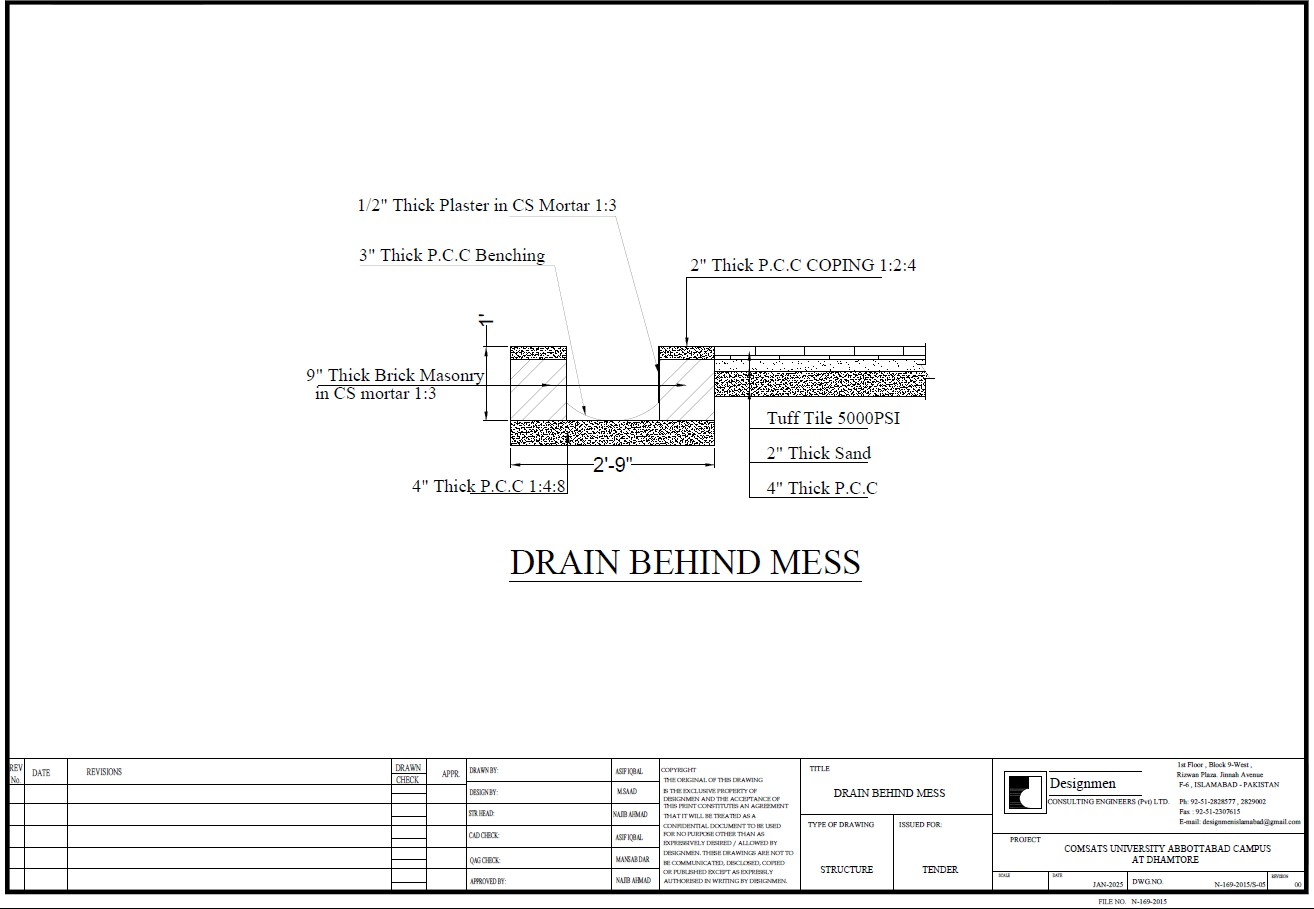 1/2" Thick Plaster in CS Mortar 1:3
3" Thick P.C.C Benching
2" Thick P.C.C COPING 1:2:4
1'
9" Thick Brick Masonry
in CS mortar 1:3
Tuff Tile 5000PSI
2'-9"
2" Thick Sand
4" Thick P.C.C 1:4:8
4" Thick P.C.C
DRAIN BEHIND MESS
REV No.
DATE
REVISIONS
DRAWN
CHECK
APPR.
DRAWN BY: ASIF IQBAL
DESIGN BY: M.SAAD
STR HEAD: NAJIB AHMAD
CAD CHECK: ASIF IQBAL
QAG CHECK: MANSAB DAR
APPROVED BY: NAJIB AHMAD
COPYRIGHT
THE ORIGINAL OF THIS DRAWING
IS THE EXCLUSIVE PROPERTY OF
DESIGNMEN AND THE ACCEPTANCE OF
THIS PRINT CONSTITUTES AN AGREEMENT
THAT IT WILL BE TREATED AS A
CONFIDENTIAL DOCUMENT TO BE USED
FOR NO PURPOSE OTHER THAN AS
EXPRESSIVELY DESIRED / ALLOWED BY
DESIGNMEN. THESE DRAWINGS ARE NOT TO
BE COMMUNICATED, DISCLOSED, COPIED
OR PUBLISHED EXCEPT AS EXPRESSLY
AUTHORISED IN WRITING BY DESIGNMEN.
TITLE
DRAIN BEHIND MESS
TYPE OF DRAWING
STRUCTURE
ISSUED FOR:
TENDER
Designmen
CONSULTING ENGINEERS (Pvt) LTD.
1st Floor , Block 9-West ,
Rizwan Plaza. Jinnah Avenue
F-6 , ISLAMABAD - PAKISTAN
Ph: 92-51-2828577 , 2829002
Fax : 92-51-2307615
E-mail: designmenislamabad@gmail.com
PROJECT
COMSATS UNIVERSITY ABBOTTABAD CAMPUS
AT DHAMTORE
SCALE
DATE
JAN-2025
DWG.NO.
N-169-2015/S-05
REVISION
00
FILE NO. N-169-2015